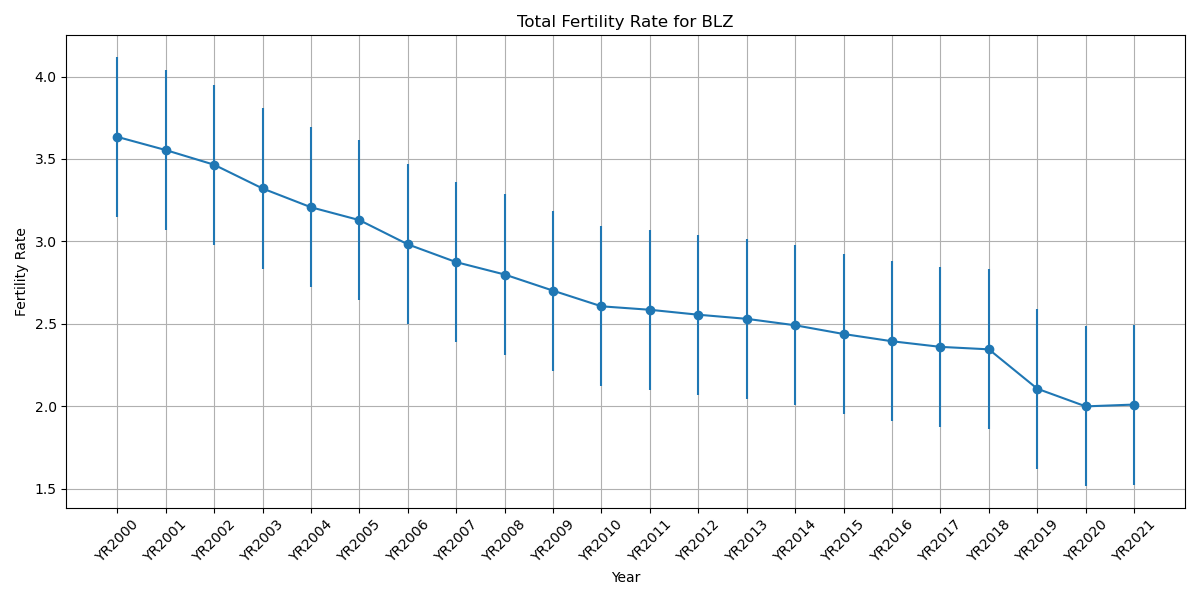 Total Fertility Rate for BLZ
Fertility Rate
4.0
3.5
3.0
2.5
2.0
1.5
YR2000
YR2001
YR2002
YR2003
YR2004
YR2005
YR2006
YR2007
YR2008
YR2009
YR2010
YR2011
YR2012
YR2013
YR2014
YR2015
YR2016
YR2017
YR2018
YR2019
YR2020
YR2021
Year